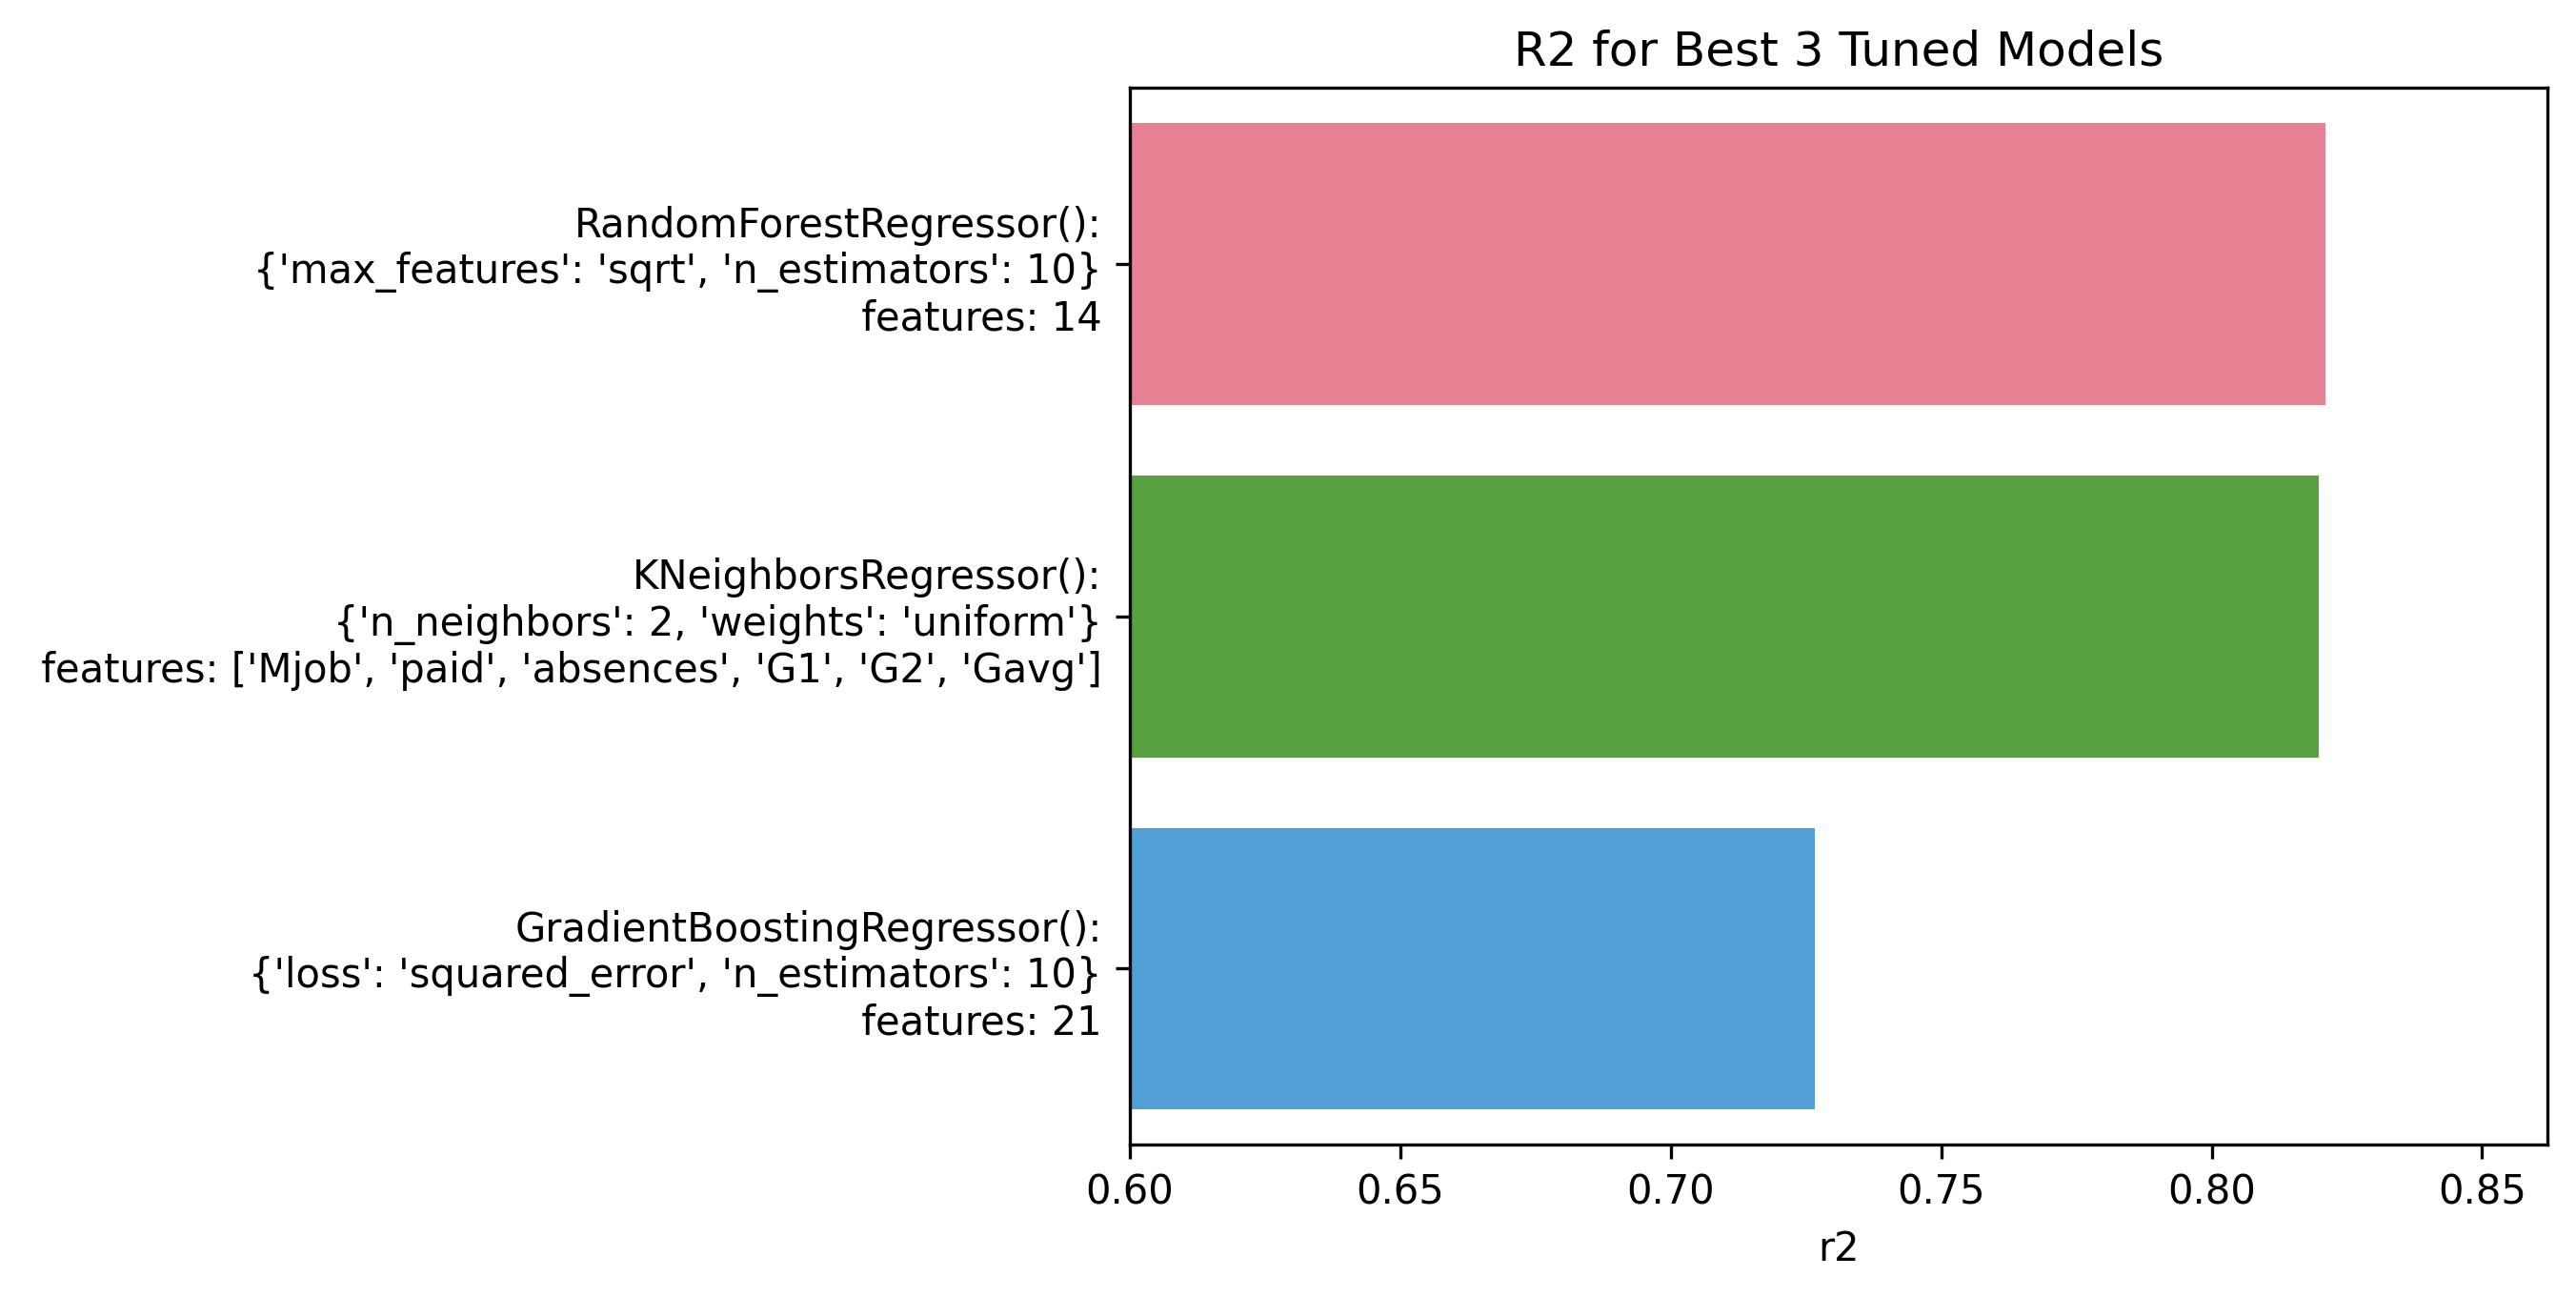 R2 for Best 3 Tuned Models
RandomForestRegressor():
{'max_features': 'sqrt', 'n_estimators': 10}
features: 14
KNeighborsRegressor():
{'n_neighbors': 2, 'weights': 'uniform'}
features: ['Mjob', 'paid', 'absences', 'G1', 'G2', 'Gavg']
GradientBoostingRegressor():
{'loss': 'squared_error', 'n_estimators': 10}
features: 21
0.60 0.65 0.70 0.75 0.80 0.85
r2